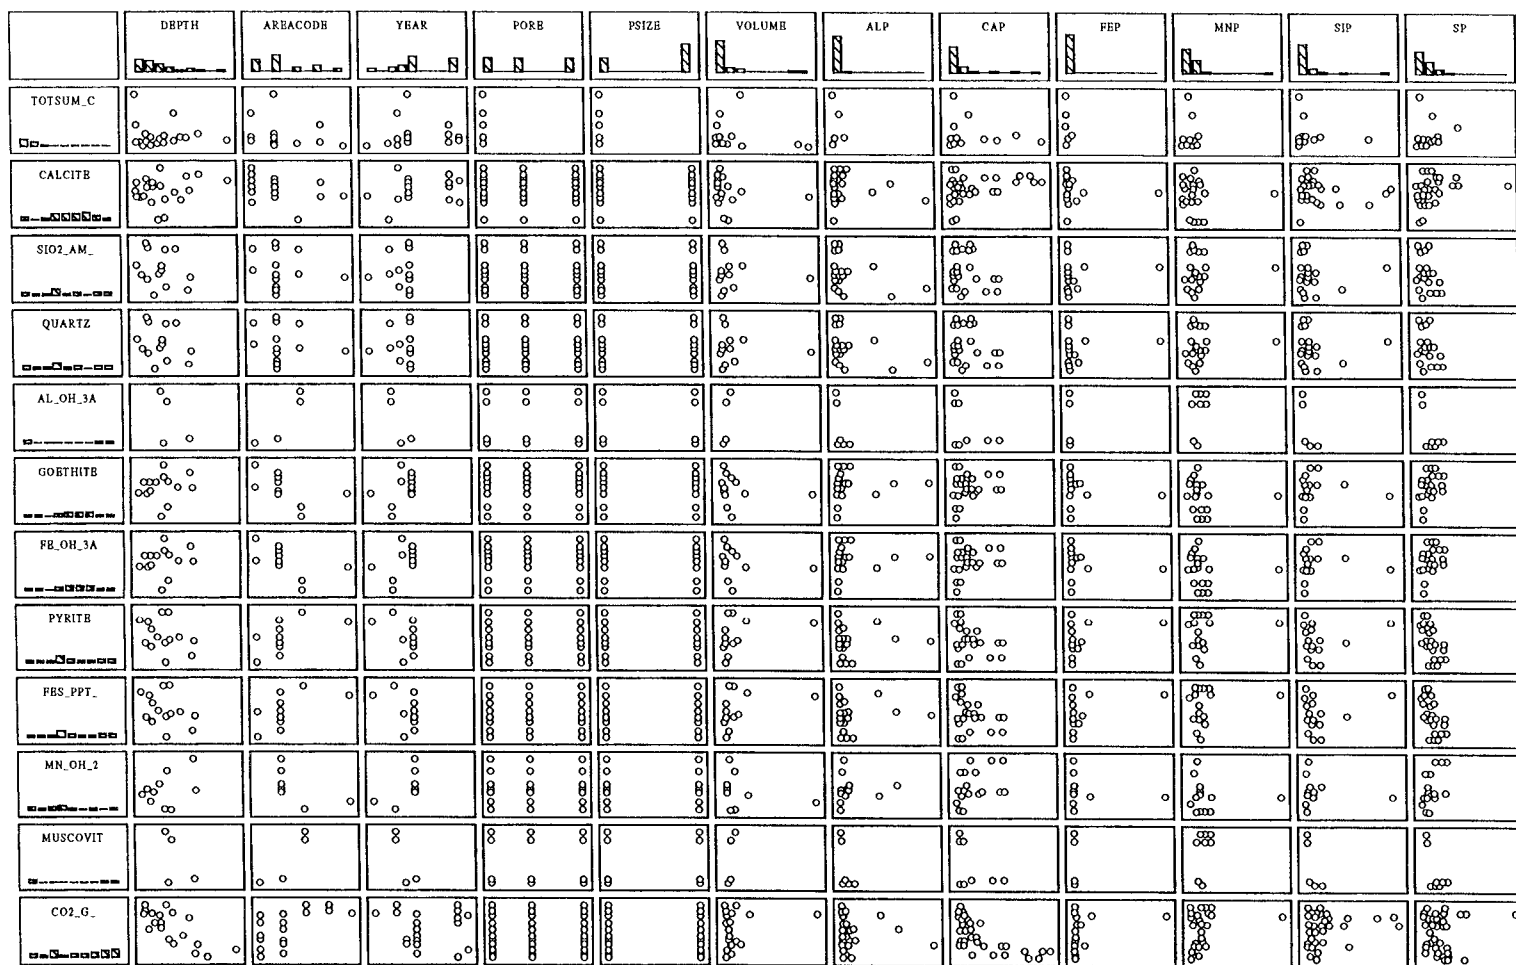 DEPTH AREACODE YEAR PORE PSIZE VOLUME ALP CAP FEP MNP SIP SP
TOTSUM_C
CALCITE
SIO2_AM_
QUARTZ
AL_OH_3A
GOETHITE
FE_OH_3A
PYRITE
FES_PPT_
MN_OH_2
MUSCOVIT
CO2_G_